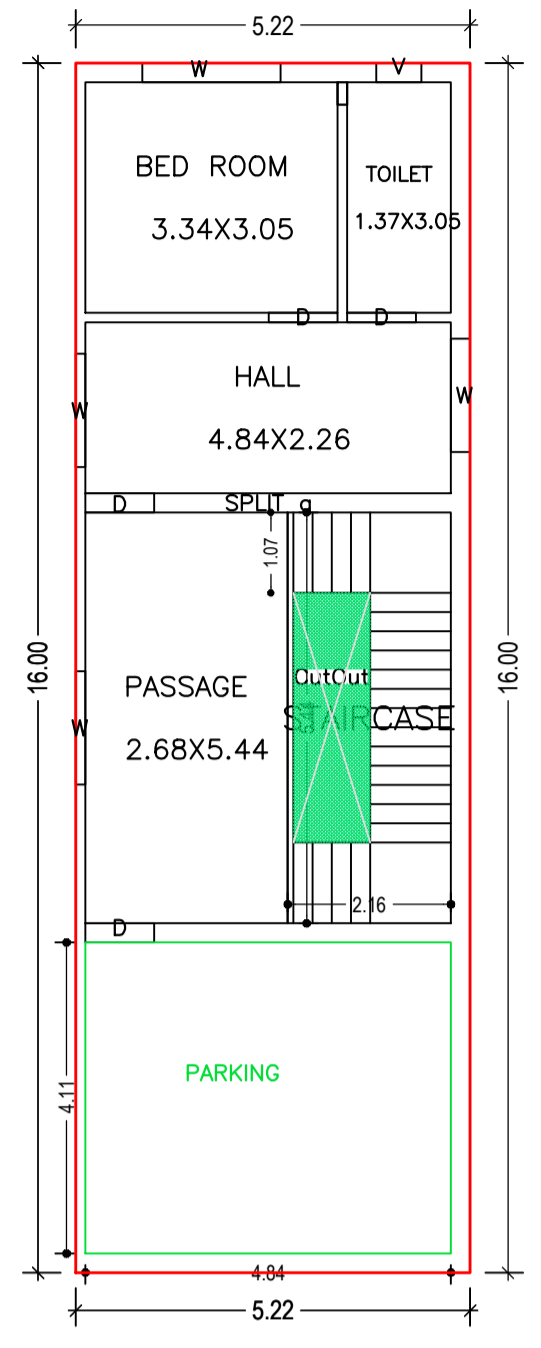 5.22
W
V
BED ROOM
3.34X3.05
TOILET
1.37X3.05
D
D
HALL
4.84X2.26
W
W
D
SPLIT g
1.07
16.00
16.00
PASSAGE
2.68X5.44
W
OutOut
STAIRCASE
2.16
D
PARKING
4.11
4.84
5.22